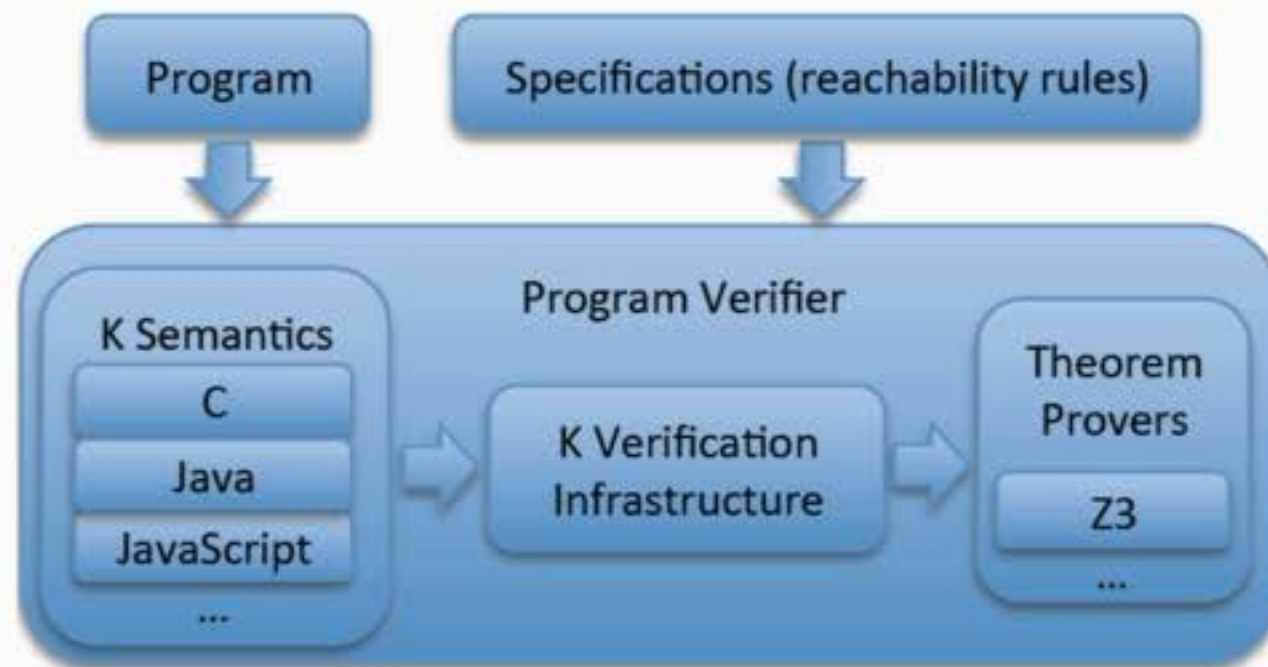 Program
Specifications (reachability rules)
Program Verifier
K Semantics
C
Java
JavaScript
...
K Verification
Infrastructure
Theorem
Provers
Z3
...